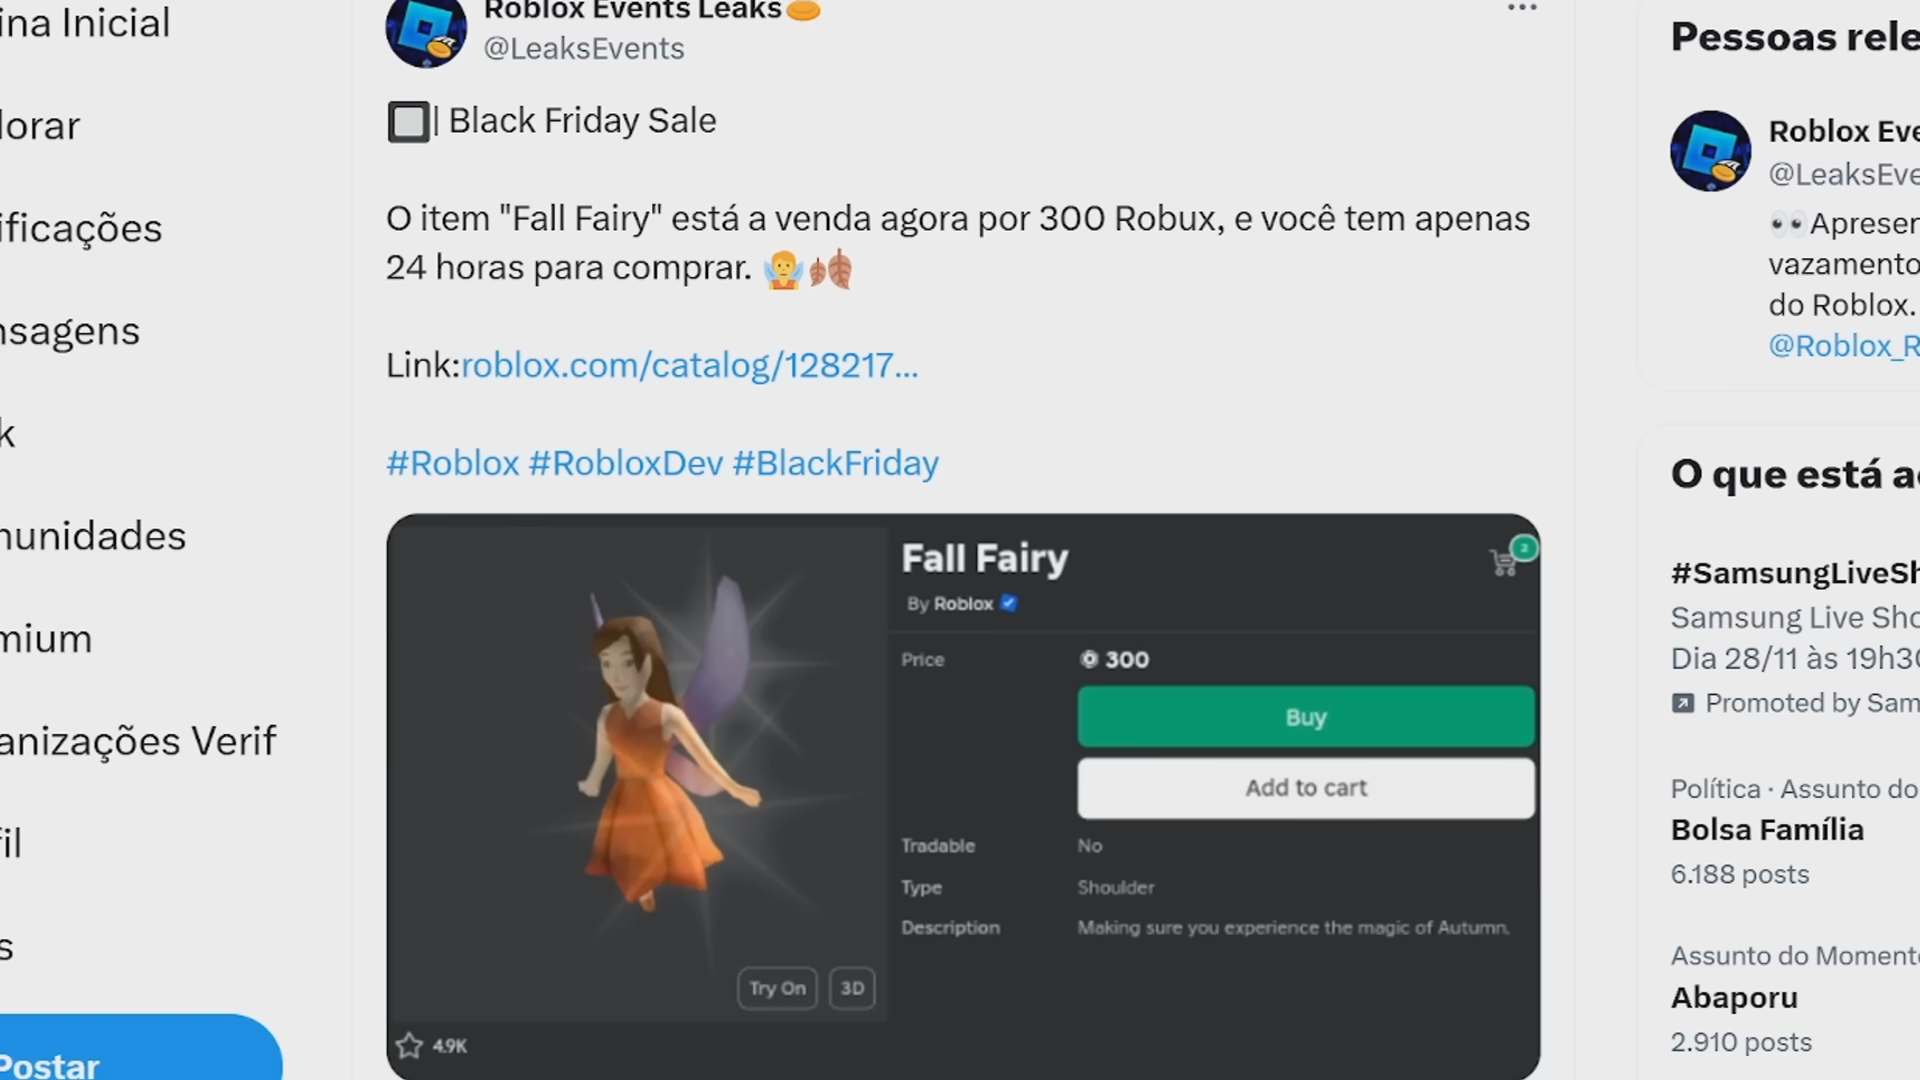 ina Inicial
lorar
ificações
nsagens
k
nunidades
mium
anizações Verif
il
s
Postar
Roblox Events Leaks
@LeaksEvents
| Black Friday Sale
O item "Fall Fairy" está a venda agora por 300 Robux, e você tem apenas
24 horas para comprar.
Link:roblox.com/catalog/128217...
#Roblox #RobloxDev #BlackFriday
Fall Fairy
2
By Roblox
Price
300
Buy
Add to cart
Tradable No
Type Shoulder
Description Making sure you experience the magic of Autumn.
Try On 3D
4.9K
Pessoas rele
Roblox Eve
@LeaksEve
Apresen
vazamento
do Roblox.
@Roblox_R
O que está a
#SamsungLiveSh
Samsung Live Sho
Dia 28/11 às 19h30
Promoted by Sam
Política · Assunto do
Bolsa Família
6.188 posts
Assunto do Momento
Abaporu
2.910 posts